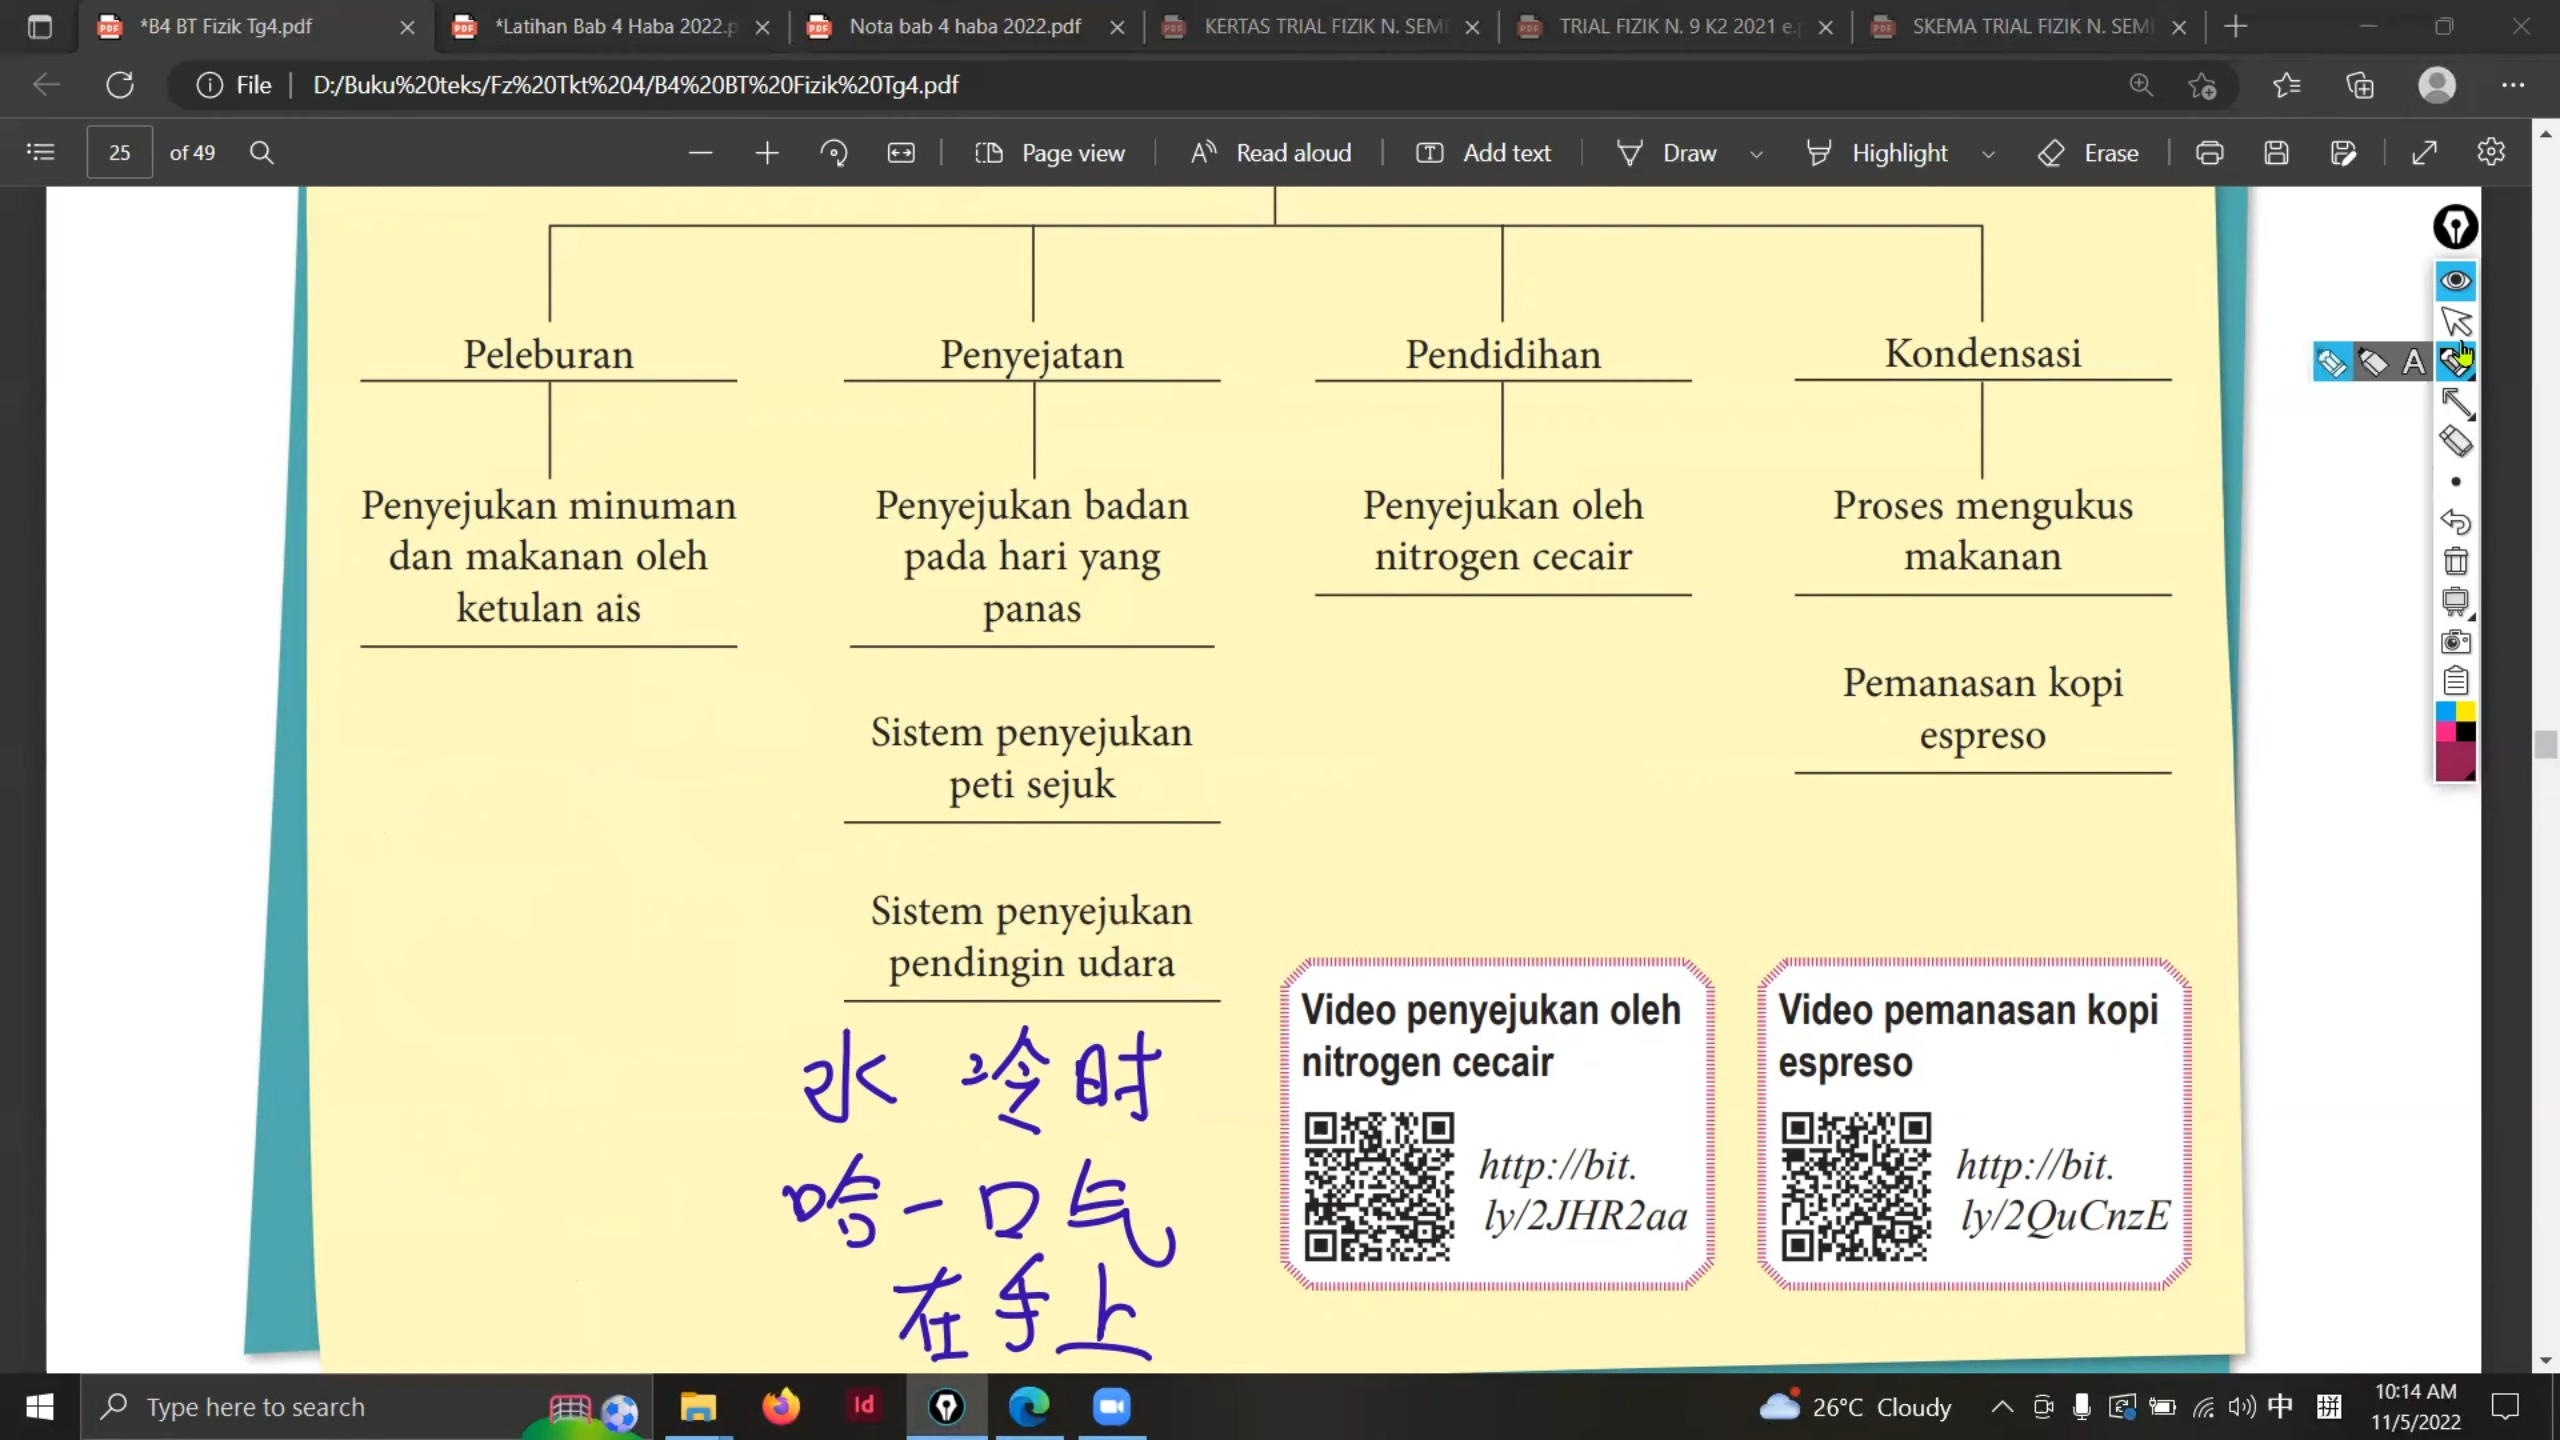 *B4 BT Fizik Tg4.pdf
*Latihan Bab 4 Haba 2022.p
Nota bab 4 haba 2022.pdf
KERTAS TRIAL FIZIK N. SEM
TRIAL FIZIK N. 9 K2 2021 e.
SKEMA TRIAL FIZIK N. SEM
File
D:/Buku%20teks/Fz%20Tkt%204/B4%20BT%20Fizik%20Tg4.pdf
25 of 49
Page view
Read aloud
Add text
Draw
Highlight
Erase
Peleburan
Penyejatan
Pendidihan
Kondensasi
Penyejukan minuman
dan makanan oleh
ketulan ais
Penyejukan badan
pada hari yang
panas
Sistem penyejukan
peti sejuk
Sistem penyejukan
pendingin udara
Penyejukan oleh
nitrogen cecair
Proses mengukus
makanan
Pemanasan kopi
espreso
水 冷时
哈一口气
在手上
Video penyejukan oleh
nitrogen cecair
http://bit.
ly/2JHR2aa
Video pemanasan kopi
espreso
http://bit.
ly/2QuCnzE
A
Type here to search
Id
26°C Cloudy
中
拼
10:14 AM
11/5/2022